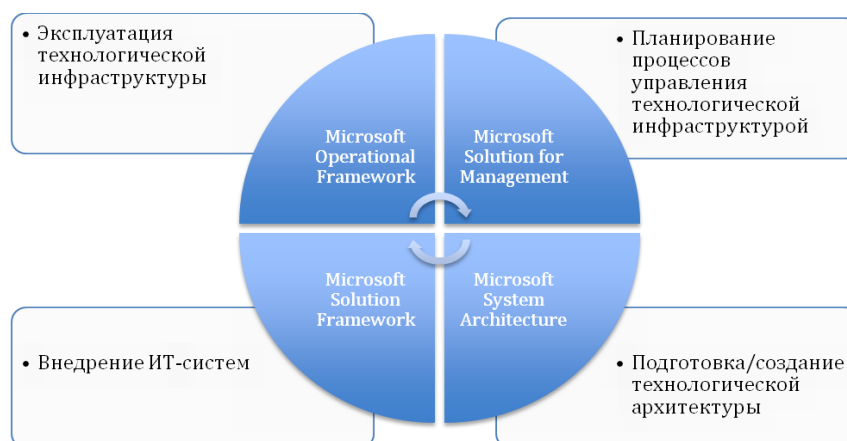 • Эксплуатация
технологической
инфраструктуры
• Планирование
процессов
управления
технологической
инфраструктурой
Microsoft
Operational
Framework
Microsoft
Solution for
Management
Microsoft
Solution
Framework
Microsoft
System
Architecture
• Внедрение ИТ-систем
• Подготовка/создание
технологической
архитектуры